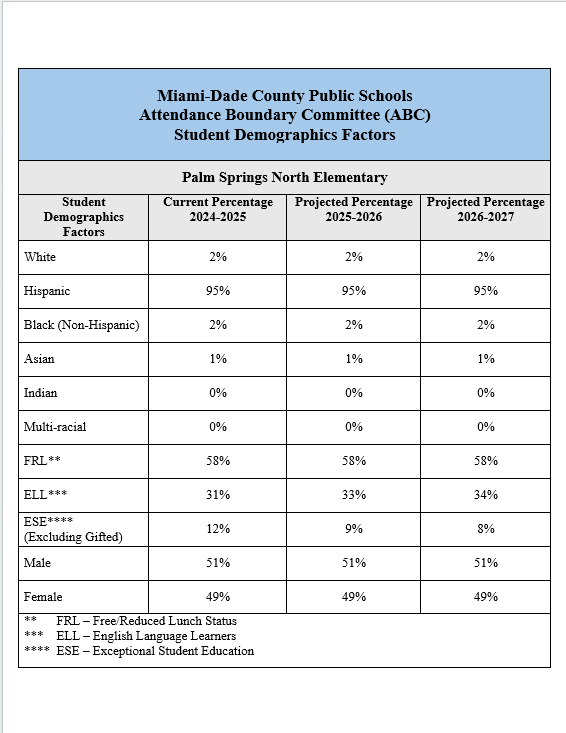 Miami-Dade County Public Schools
Attendance Boundary Committee (ABC)
Student Demographics Factors
Palm Springs North Elementary
Student Demographics Factors Current Percentage 2024-2025 Projected Percentage 2025-2026 Projected Percentage 2026-2027
White 2% 2% 2%
Hispanic 95% 95% 95%
Black (Non-Hispanic) 2% 2% 2%
Asian 1% 1% 1%
Indian 0% 0% 0%
Multi-racial 0% 0% 0%
FRL** 58% 58% 58%
ELL*** 31% 33% 34%
ESE**** (Excluding Gifted) 12% 9% 8%
Male 51% 51% 51%
Female 49% 49% 49%
** FRL – Free/Reduced Lunch Status
*** ELL – English Language Learners
**** ESE – Exceptional Student Education